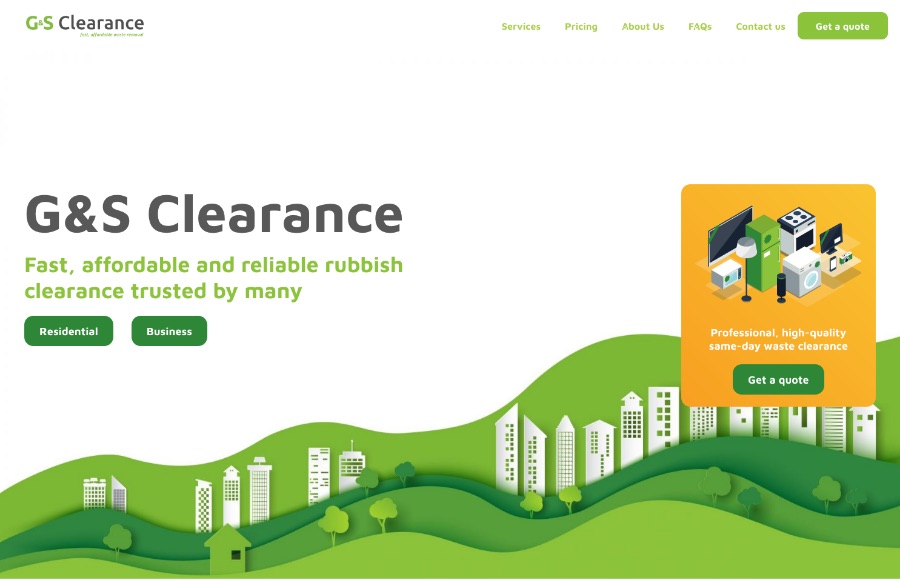 G&S Clearance
fast, affordable waste removal
Services
Pricing
About Us
FAQs
Contact us
Get a quote
G&S Clearance
Fast, affordable and reliable rubbish
clearance trusted by many
Residential
Business
Professional, high-quality
same-day waste clearance
Get a quote